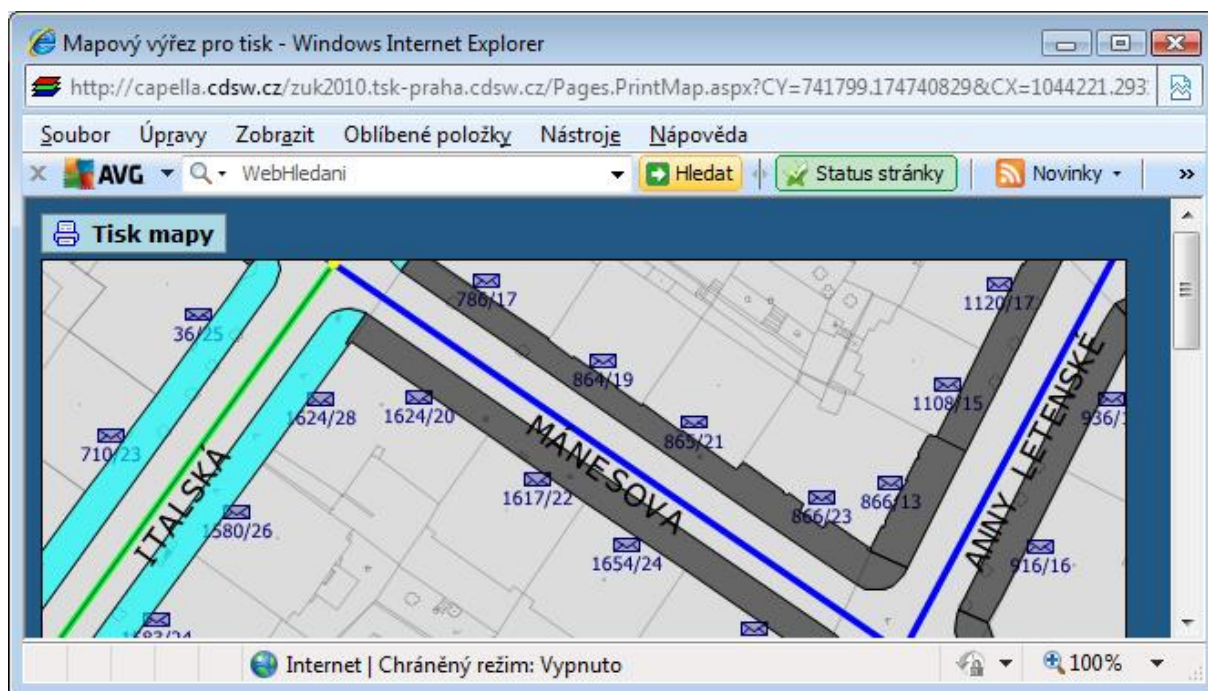 Mapový výřez pro tisk - Windows Internet Explorer
http://capella.cdsw.cz/zuk2010.tsk-praha.cdsw.cz/Pages.PrintMap.aspx?CY=741799.174740829&CX=1044221.293
Soubor Úpravy Zobrazit Oblíbené položky Nástroje Nápověda
x AVG WebHledani Hledat Status stránky Novinky »
Tisk mapy
786/17
1120/17
36/25
864/19
1108/15
1624/28
1624/20
936/1
865/21
710/23
MÁNESOVA
ANNY LETENSKÉ
ITALSKÁ
1617/22
866/23
866/13
1580/26
1654/24
916/16
1583/24
Internet | Chráněný režim: Vypnuto 100%